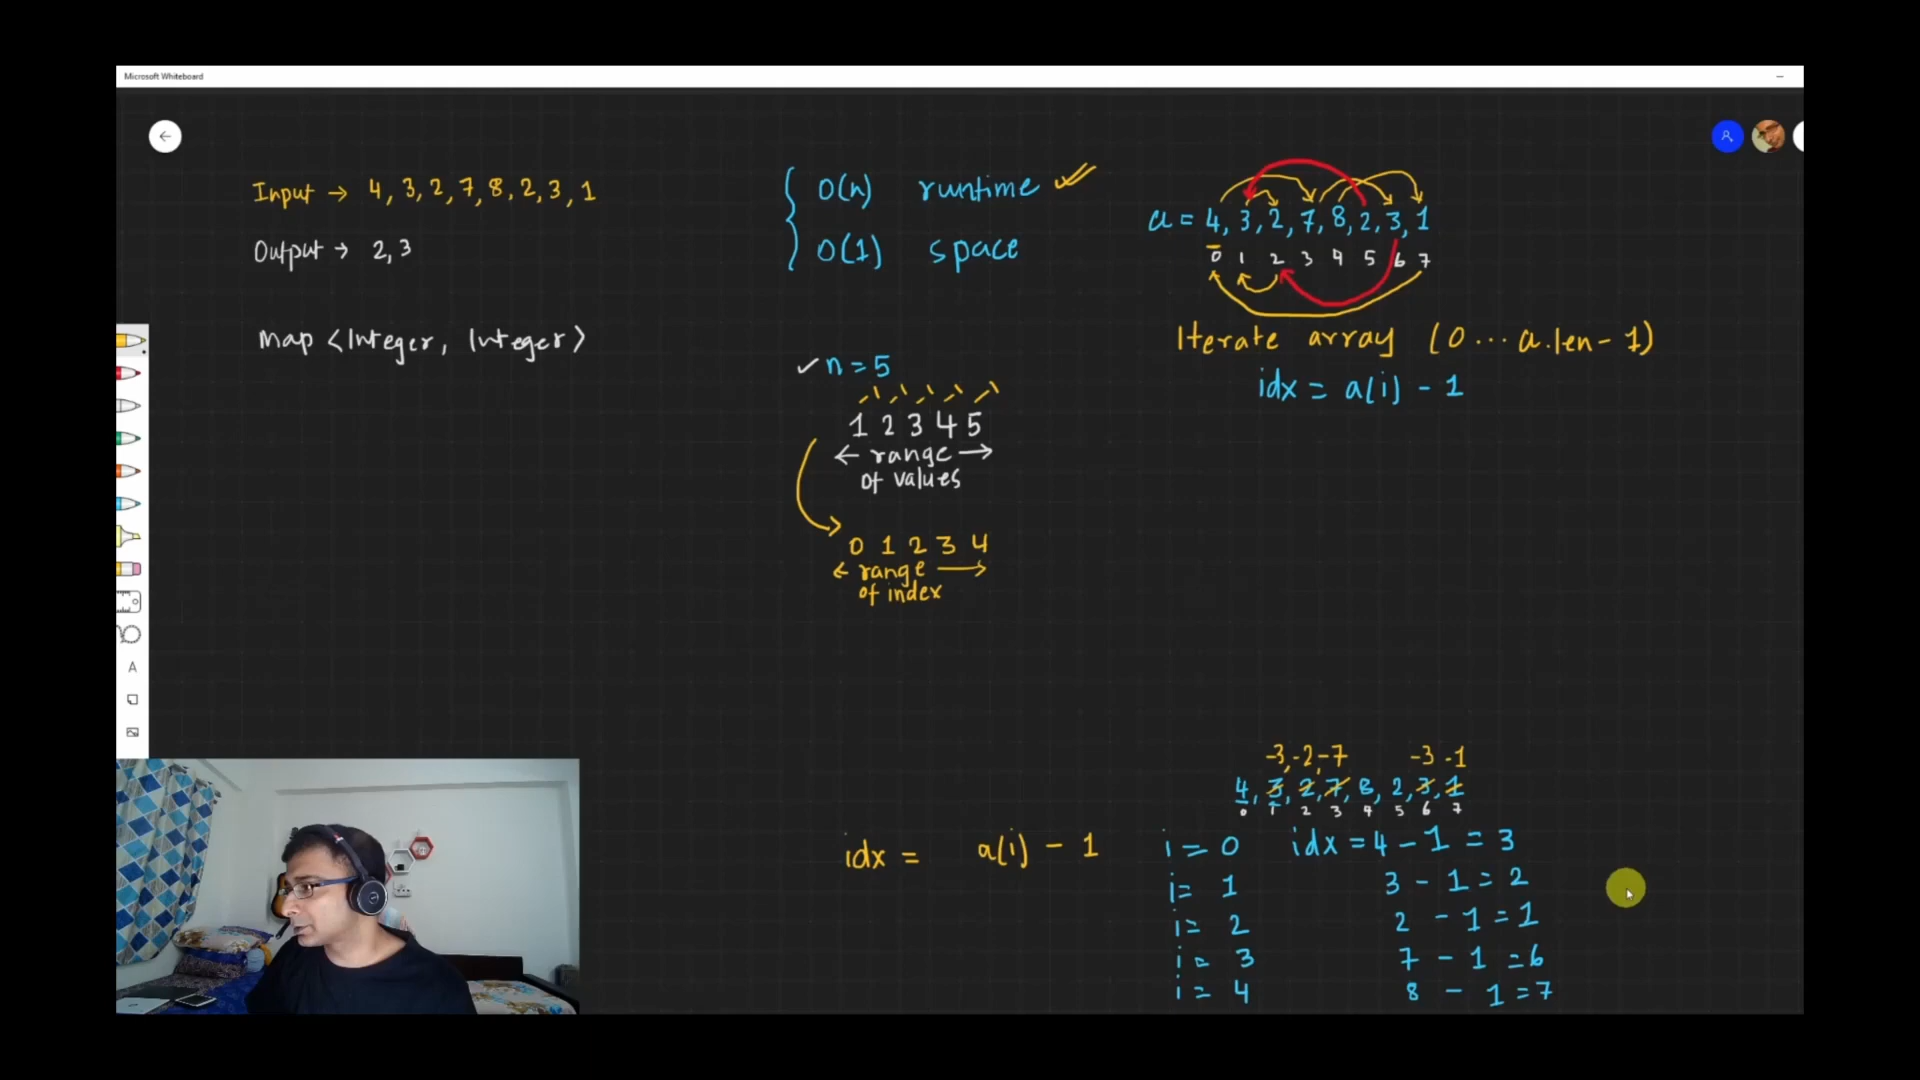 Microsoft Whiteboard
Input → 4, 3, 2, 7, 8, 2, 3, 1
Output → 2, 3
Map <Integer, Integer>
O(n) runtime
O(1) space
n = 5
1 2 3 4 5
← range →
of values
0 1 2 3 4
← range →
of index
a = 4, 3, 2, 7, 8, 2, 3, 1
0 1 2 3 4 5 6 7
Iterate array (0 ... a.len - 1)
idx = a(i) - 1
-3, -2, -7 -3 -1
4, 3, 2, 7, 8, 2, 3, 1
0 1 2 3 4 5 6 7
idx = a(i) - 1
i = 0 idx = 4 - 1 = 3
i = 1 3 - 1 = 2
i = 2 2 - 1 = 1
i = 3 7 - 1 = 6
i = 4 8 - 1 = 7
A